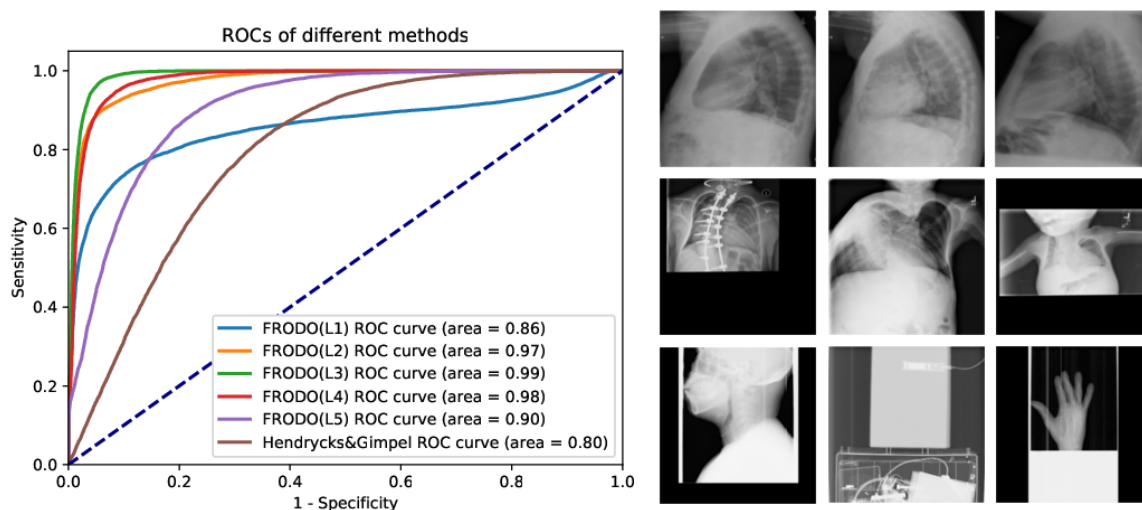 ROCs of different methods
1.0
0.8
0.6
0.4
0.2
0.0
Sensitivity
FRODO(L1) ROC curve (area = 0.86)
FRODO(L2) ROC curve (area = 0.97)
FRODO(L3) ROC curve (area = 0.99)
FRODO(L4) ROC curve (area = 0.98)
FRODO(L5) ROC curve (area = 0.90)
Hendrycks&Gimpel ROC curve (area = 0.80)
0.0 0.2 0.4 0.6 0.8 1.0
1 - Specificity